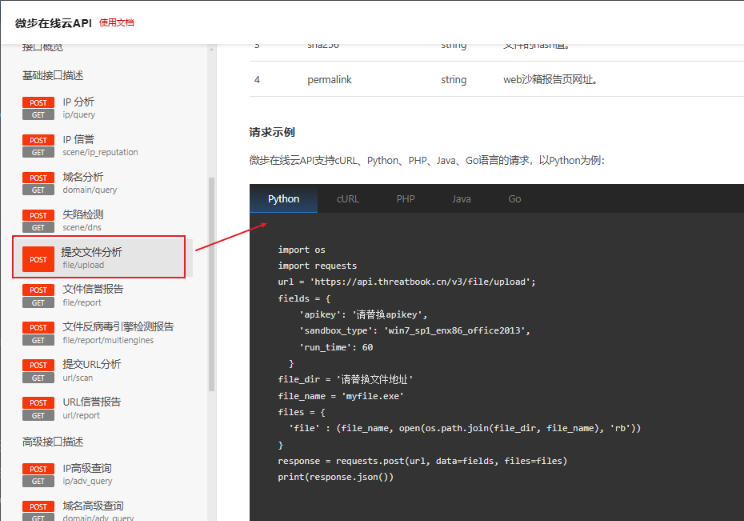 微步在线云API 使用文档
接口概览
基础接口描述
POST IP 分析
GET ip/query
POST IP 信誉
GET scene/ip_reputation
POST 域名分析
GET domain/query
POST 失陷检测
GET scene/dns
POST 提交文件分析
file/upload
POST 文件信誉报告
GET file/report
POST 文件反病毒引擎检测报告
GET file/report/multiengines
POST 提交URL分析
GET url/scan
POST URL信誉报告
GET url/report
高级接口描述
POST IP高级查询
GET ip/adv_query
POST 域名高级查询
GET domain/adv_query
3 sha256 string 文件的hash值。
4 permalink string web沙箱报告页网址。
请求示例
微步在线云API支持cURL、Python、PHP、Java、Go语言的请求，以Python为例：
Python cURL PHP Java Go
import os
import requests
url = 'https://api.threatbook.cn/v3/file/upload';
fields = {
'apikey': '请替换apikey',
'sandbox_type': 'win7_sp1_enx86_office2013',
'run_time': 60
}
file_dir = '请替换文件地址'
file_name = 'myfile.exe'
files = {
'file' : (file_name, open(os.path.join(file_dir, file_name), 'rb'))
}
response = requests.post(url, data=fields, files=files)
print(response.json())